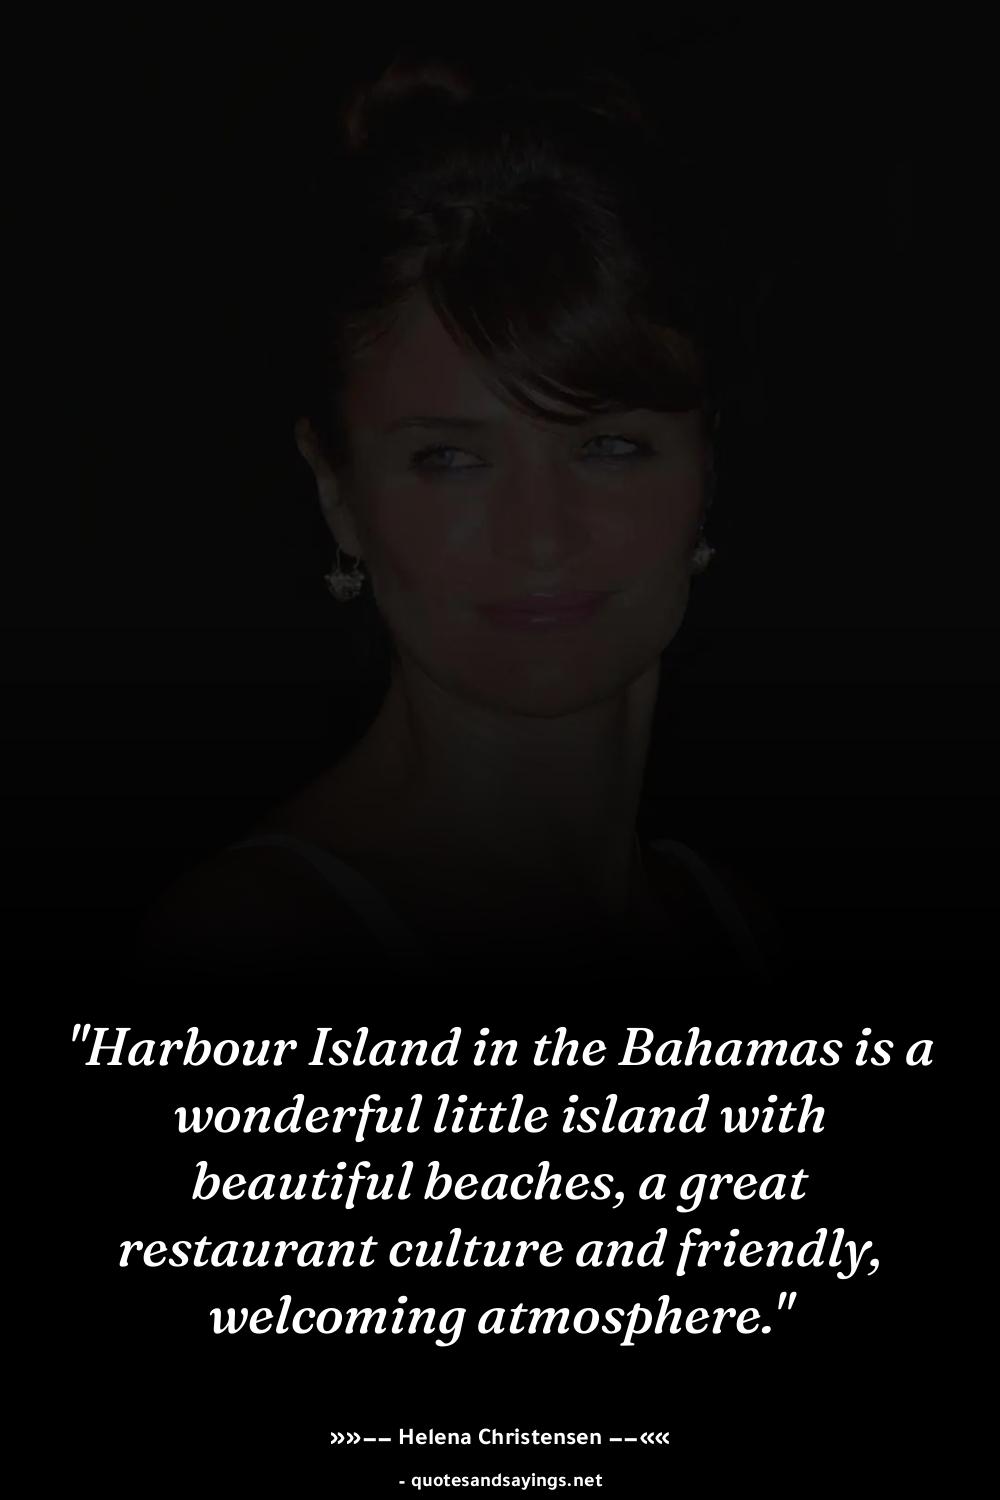 "Harbour Island in the Bahamas is a
wonderful little island with
beautiful beaches, a great
restaurant culture and friendly,
welcoming atmosphere."
»»–– Helena Christensen ––««
- quotesandsayings.net